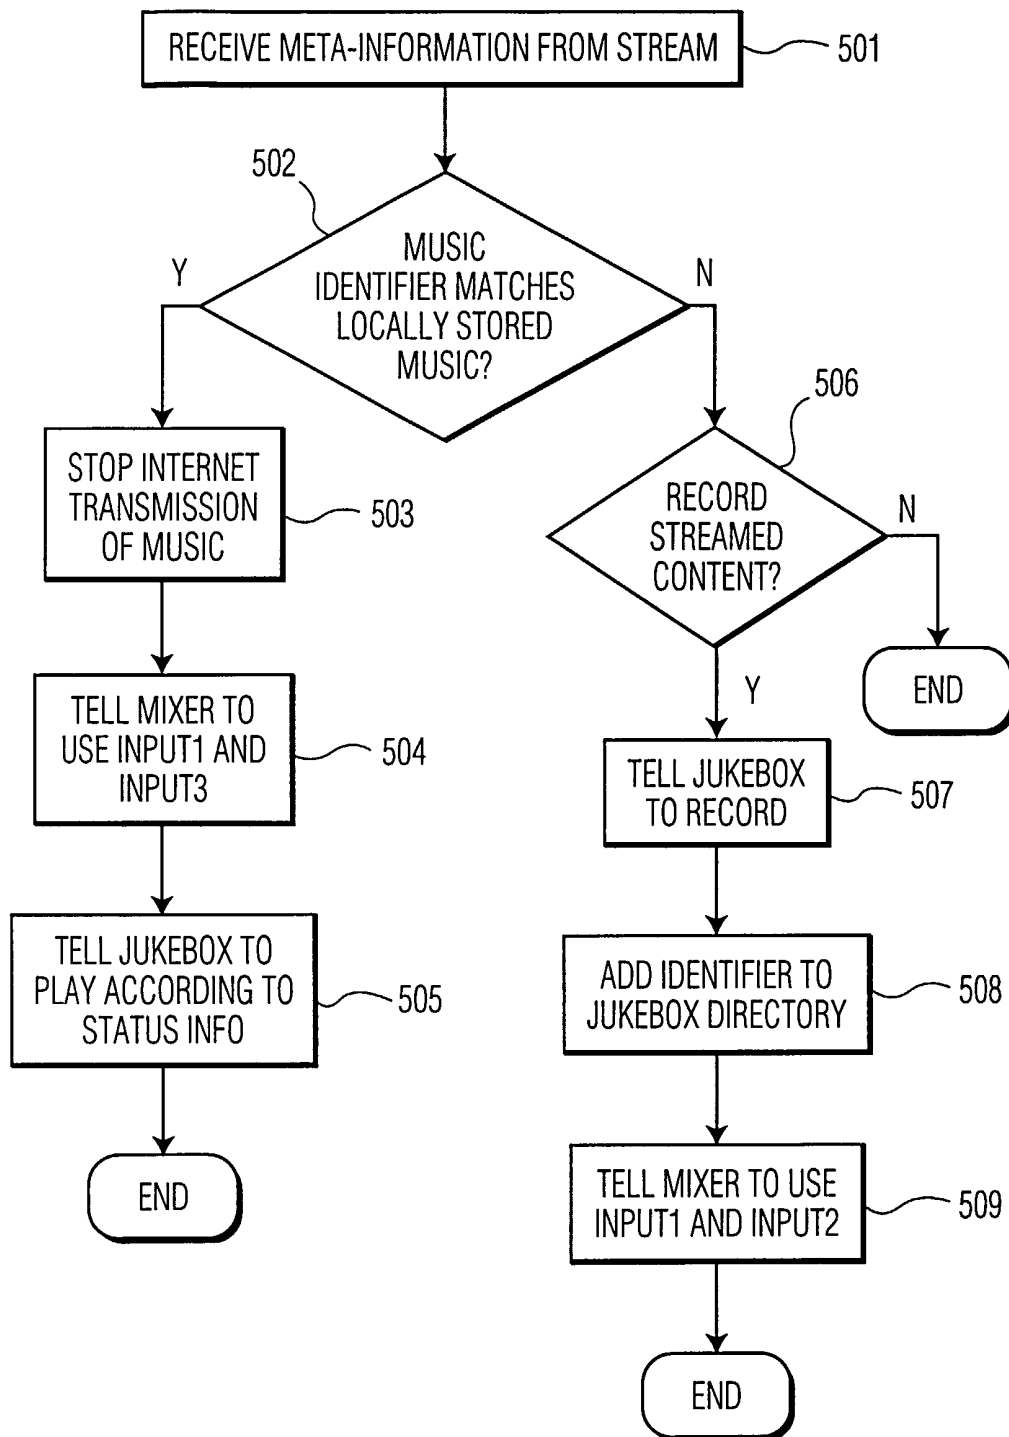 RECEIVE META-INFORMATION FROM STREAM
501
502
MUSIC
IDENTIFIER MATCHES
LOCALLY STORED
MUSIC?
Y
N
STOP INTERNET
TRANSMISSION
OF MUSIC
503
506
RECORD
STREAMED
CONTENT?
N
END
Y
TELL MIXER TO
USE INPUT1 AND
INPUT3
504
TELL JUKEBOX
TO RECORD
507
TELL JUKEBOX TO
PLAY ACCORDING TO
STATUS INFO
505
ADD IDENTIFIER TO
JUKEBOX DIRECTORY
508
END
TELL MIXER TO USE
INPUT1 AND INPUT2
509
END